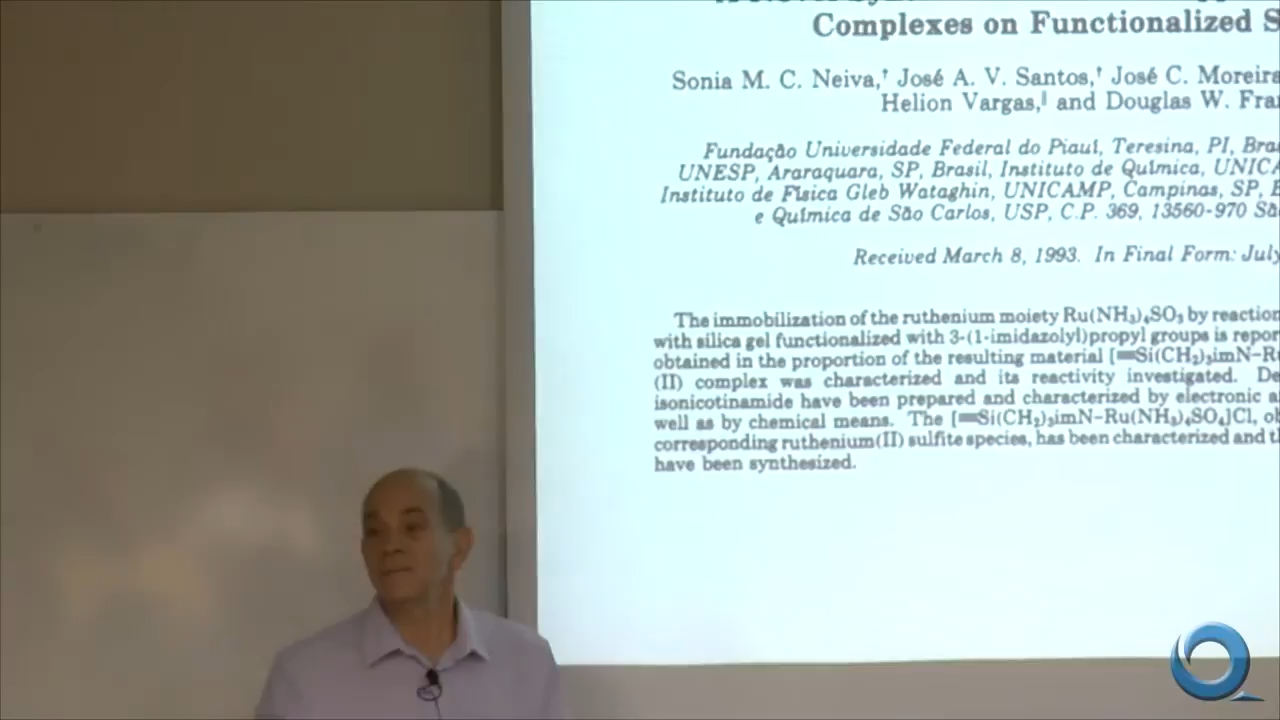 Complexes on Functionalized S
Sonia M. C. Neiva,† José A. V. Santos,† José C. Moreira
Helion Vargas,‖ and Douglas W. Fra
Fundação Universidade Federal do Piauí, Teresina, PI, Bra
UNESP, Araraquara, SP, Brasil, Instituto de Química, UNICA
Instituto de Física Gleb Wataghin, UNICAMP, Campinas, SP, B
e Química de São Carlos, USP, C.P. 369, 13560-970 Sã
Received March 8, 1993. In Final Form: July
The immobilization of the ruthenium moiety Ru(NH₃)₄SO₃ by reaction
with silica gel functionalized with 3-(1-imidazolyl)propyl groups is repor
obtained in the proportion of the resulting material [≡Si(CH₂)₃imN–Ru
(II) complex was characterized and its reactivity investigated. De
isonicotinamide have been prepared and characterized by electronic a
well as by chemical means. The [≡Si(CH₂)₃imN–Ru(NH₃)₄SO₄]Cl, ob
corresponding ruthenium(II) sulfite species, has been characterized and th
have been synthesized.